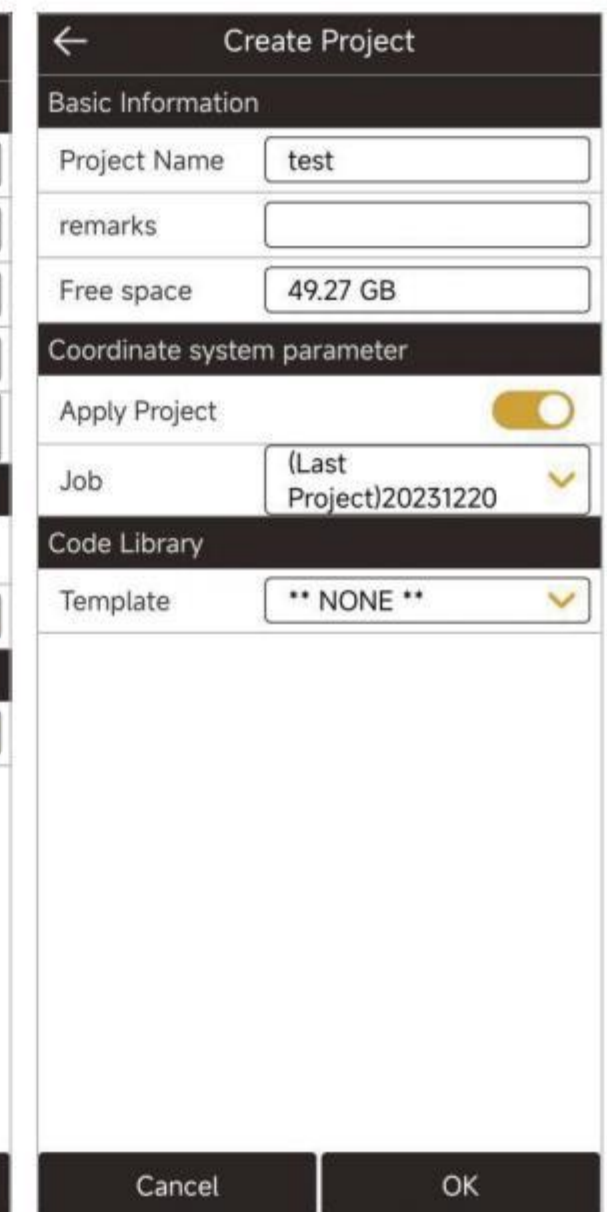 Create Project
Basic Information
Project Name test
remarks
Free space 49.27 GB
Coordinate system parameter
Apply Project
Job (Last
Project)20231220
Code Library
Template ** NONE **
Cancel OK